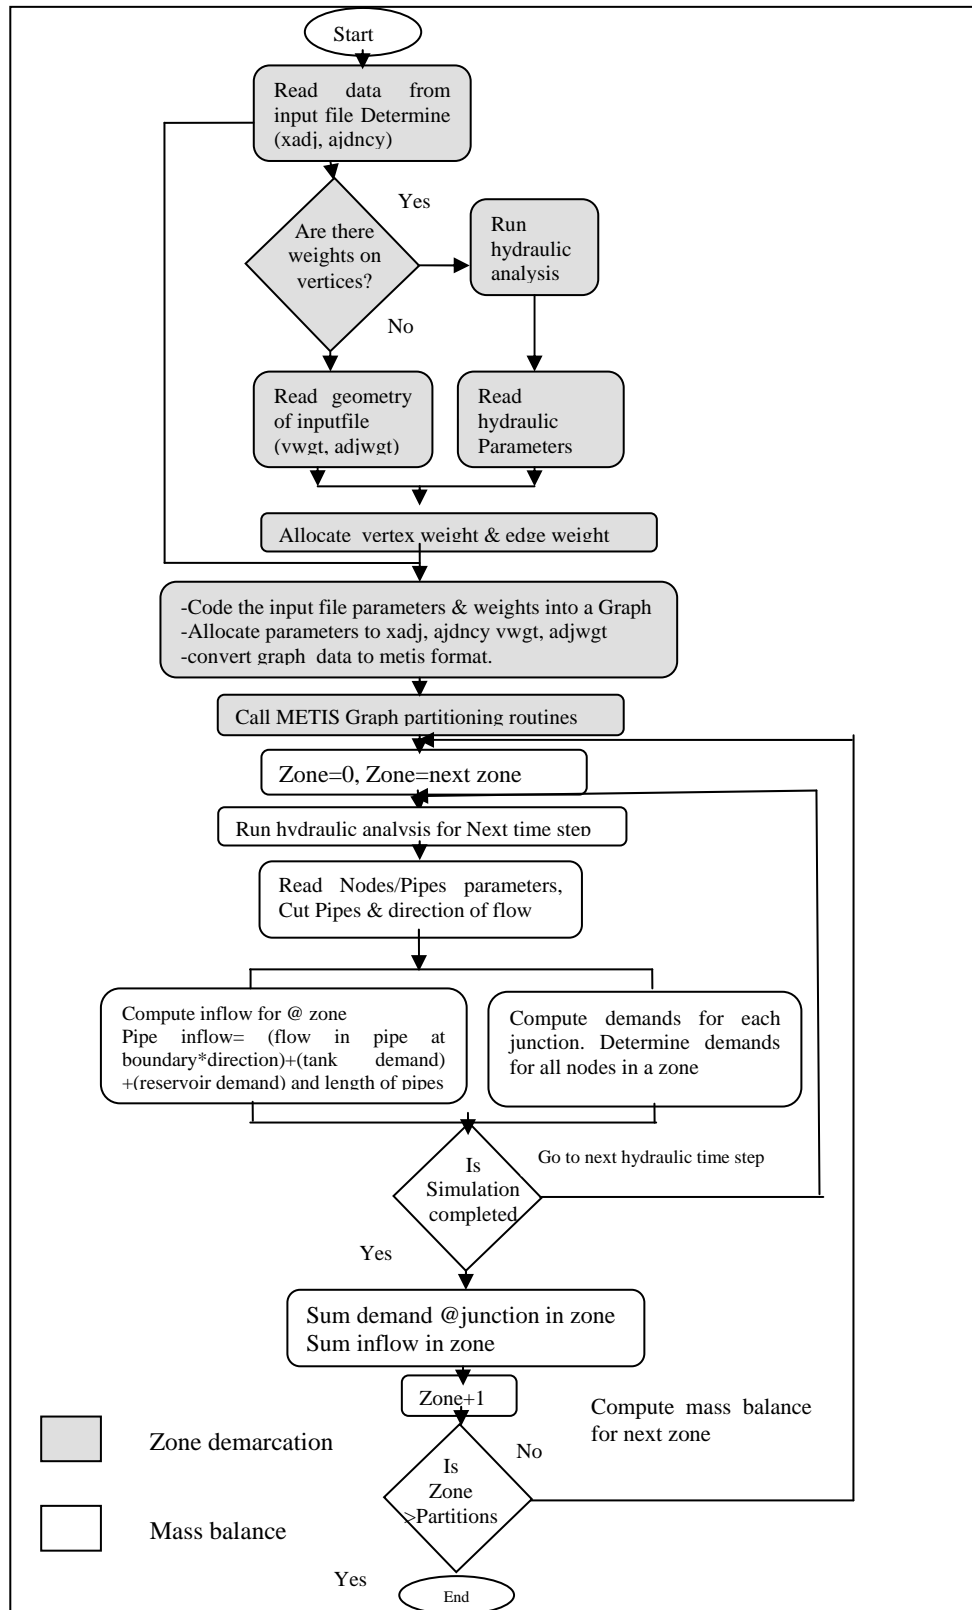 Start
Read data from
input file Determine
(xadj, ajdncy)
Yes
Are there
weights on
vertices?
Run
hydraulic
analysis
No
Read geometry
of inputfile
(vwgt, adjwgt)
Read
hydraulic
Parameters
Allocate vertex weight & edge weight
-Code the input file parameters & weights into a Graph
-Allocate parameters to xadj, ajdncy vwgt, adjwgt
-convert graph data to metis format.
Call METIS Graph partitioning routines
Zone=0, Zone=next zone
Run hydraulic analysis for Next time step
Read Nodes/Pipes parameters,
Cut Pipes & direction of flow
Compute inflow for @ zone
Pipe inflow= (flow in pipe at
boundary*direction)+(tank demand)
+(reservoir demand) and length of pipes
Compute demands for each
junction. Determine demands
for all nodes in a zone
Is
Simulation
completed
Go to next hydraulic time step
Yes
Sum demand @junction in zone
Sum inflow in zone
Zone+1
Compute mass balance
for next zone
No
Is
Zone
>Partitions
Zone demarcation
Mass balance
Yes
End